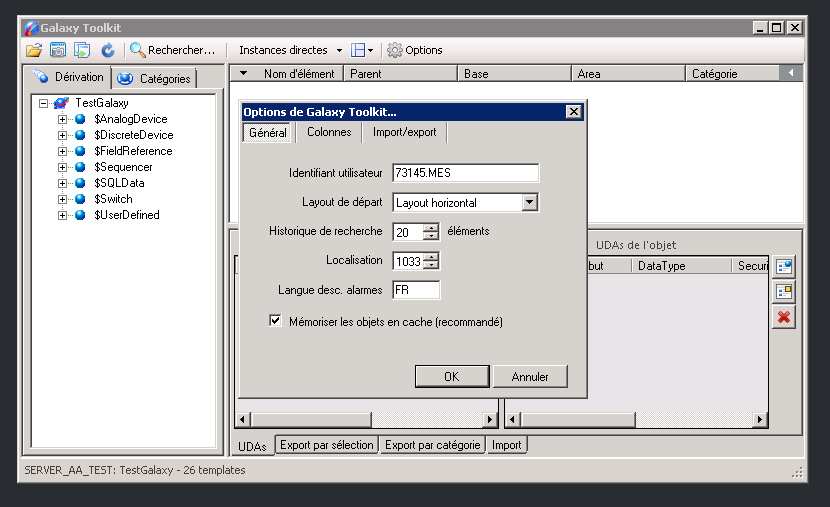 Galaxy Toolkit
Rechercher... Instances directes Options
Dérivation Catégories
Nom d'élément Parent Base Area Catégorie
TestGalaxy
$AnalogDevice
$DiscreteDevice
$FieldReference
$Sequencer
$SQLData
$Switch
$UserDefined
Options de Galaxy Toolkit...
Général Colonnes Import/export
Identifiant utilisateur 73145.MES
Layout de départ Layout horizontal
Historique de recherche 20 éléments
Localisation 1033
Langue desc. alarmes FR
Mémoriser les objets en cache (recommandé)
OK Annuler
UDAs de l'objet
but DataType Securi
UDAs Export par sélection Export par catégorie Import
SERVER_AA_TEST: TestGalaxy - 26 templates